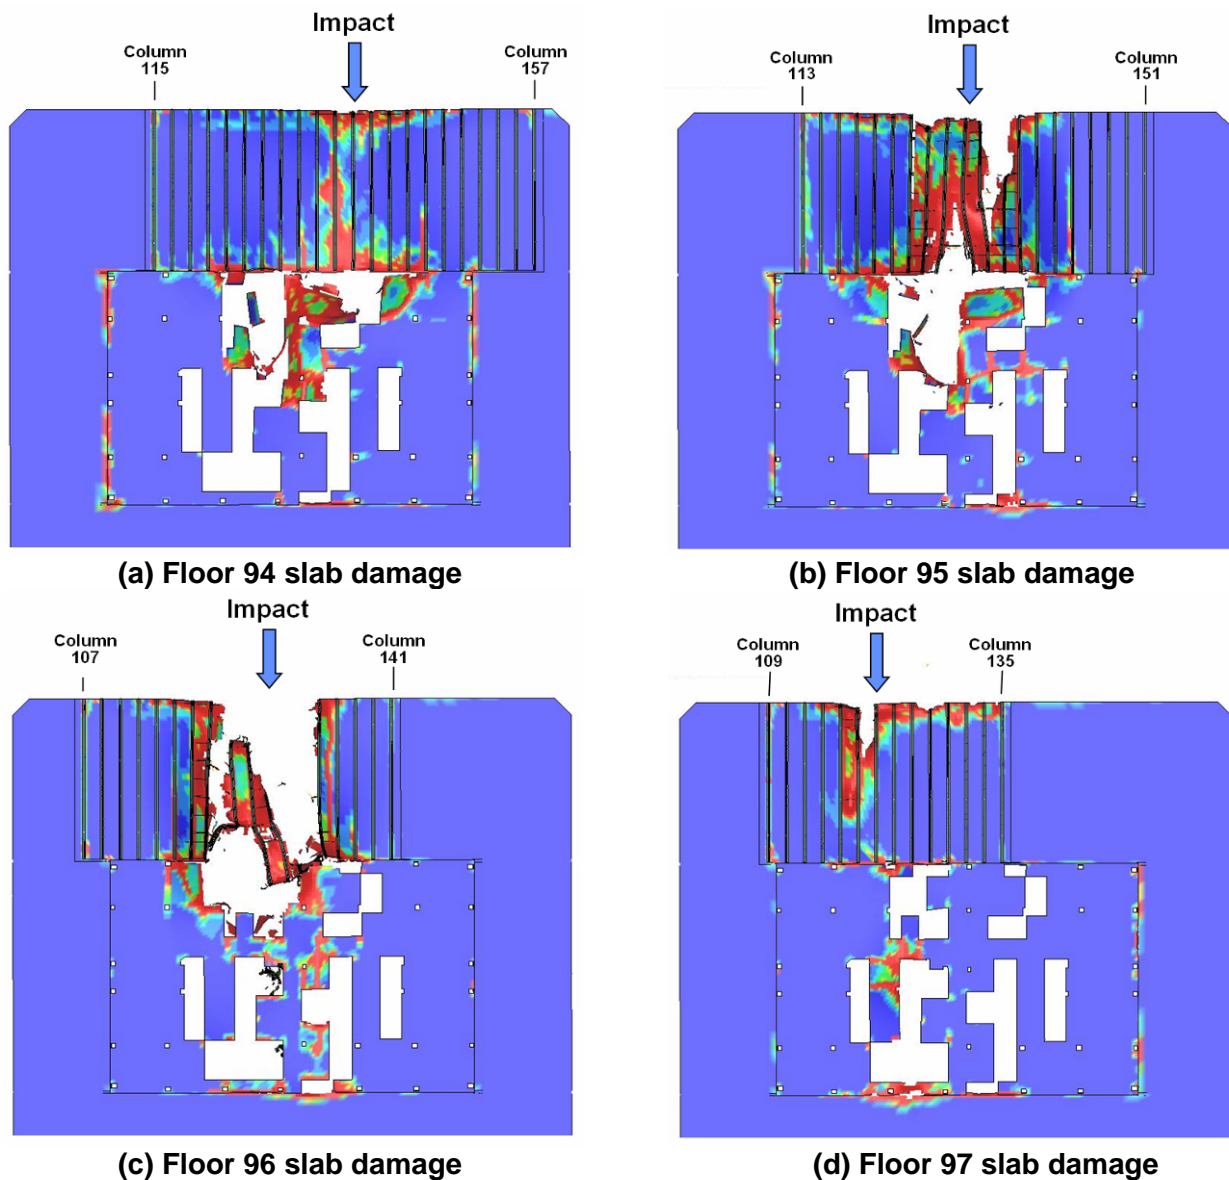 Impact
Column
115
Column
157
(a) Floor 94 slab damage
Impact
Column
113
Column
151
(b) Floor 95 slab damage
Impact
Column
107
Column
141
(c) Floor 96 slab damage
Impact
Column
109
Column
135
(d) Floor 97 slab damage